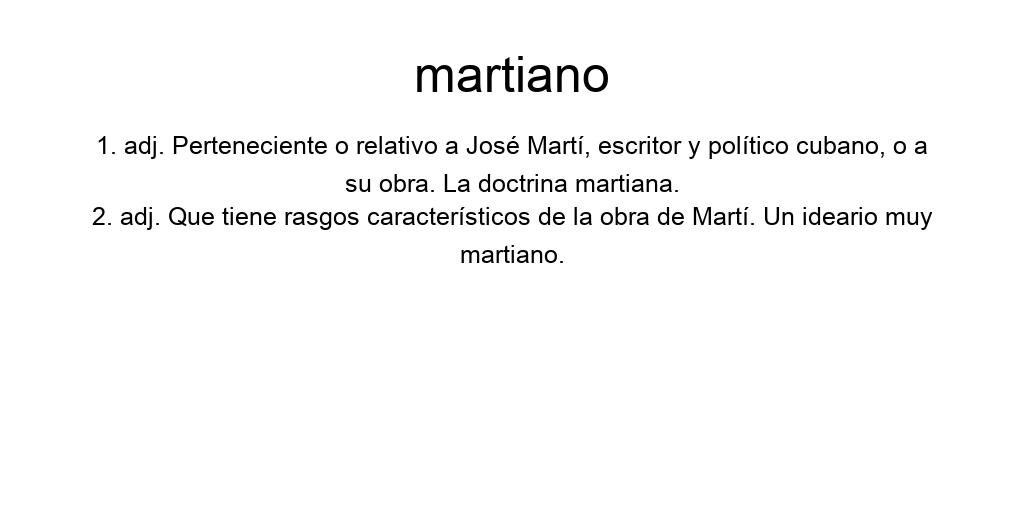 martiano
1. adj. Perteneciente o relativo a José Martí, escritor y político cubano, o a
su obra. La doctrina martiana.
2. adj. Que tiene rasgos característicos de la obra de Martí. Un ideario muy
martiano.